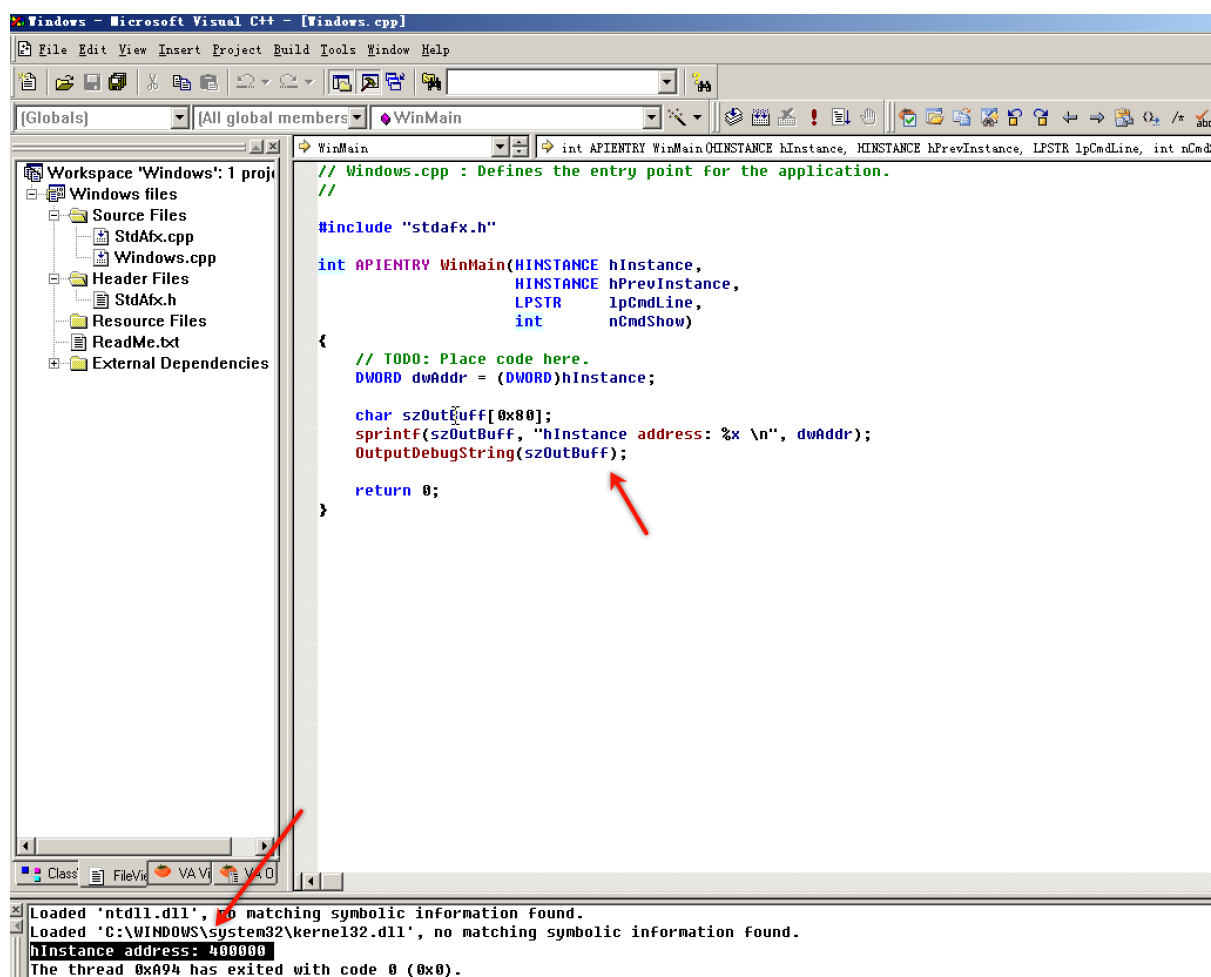 Windows - Microsoft Visual C++ - [Windows.cpp]
File Edit View Insert Project Build Tools Window Help
(Globals) [All global members WinMain
WinMain int APIENTRY WinMain(HINSTANCE hInstance, HINSTANCE hPrevInstance, LPSTR lpCmdLine, int nCmdS
Workspace 'Windows': 1 proje
Windows files
Source Files
StdAfx.cpp
Windows.cpp
Header Files
StdAfx.h
Resource Files
ReadMe.txt
External Dependencies
// Windows.cpp : Defines the entry point for the application.
//
#include "stdafx.h"
int APIENTRY WinMain(HINSTANCE hInstance,
HINSTANCE hPrevInstance,
LPSTR lpCmdLine,
int nCmdShow)
{
// TODO: Place code here.
DWORD dwAddr = (DWORD)hInstance;
char szOutBuff[0x80];
sprintf(szOutBuff, "hInstance address: %x \n", dwAddr);
OutputDebugString(szOutBuff);
return 0;
}
Class FileVie VA Vi VA O
Loaded 'ntdll.dll', no matching symbolic information found.
Loaded 'C:\WINDOWS\system32\kernel32.dll', no matching symbolic information found.
hInstance address: 400000
The thread 0xA94 has exited with code 0 (0x0).